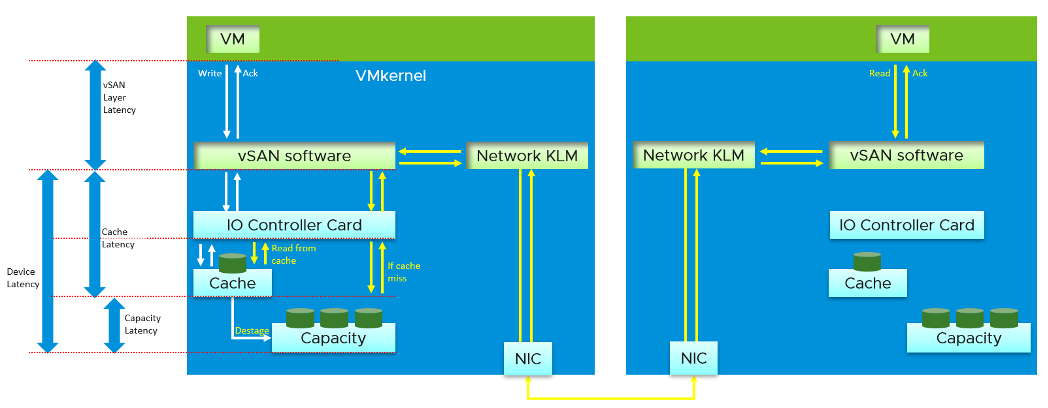 VM
VM
Write
Ack
VMkernel
Read
Ack
vSAN
Layer
Latency
vSAN software
Network KLM
Network KLM
vSAN software
IO Controller Card
IO Controller Card
Cache
Latency
Read from
cache
If cache
miss
Device
Latency
Cache
Cache
Capacity
Latency
Destage
Capacity
Capacity
NIC
NIC